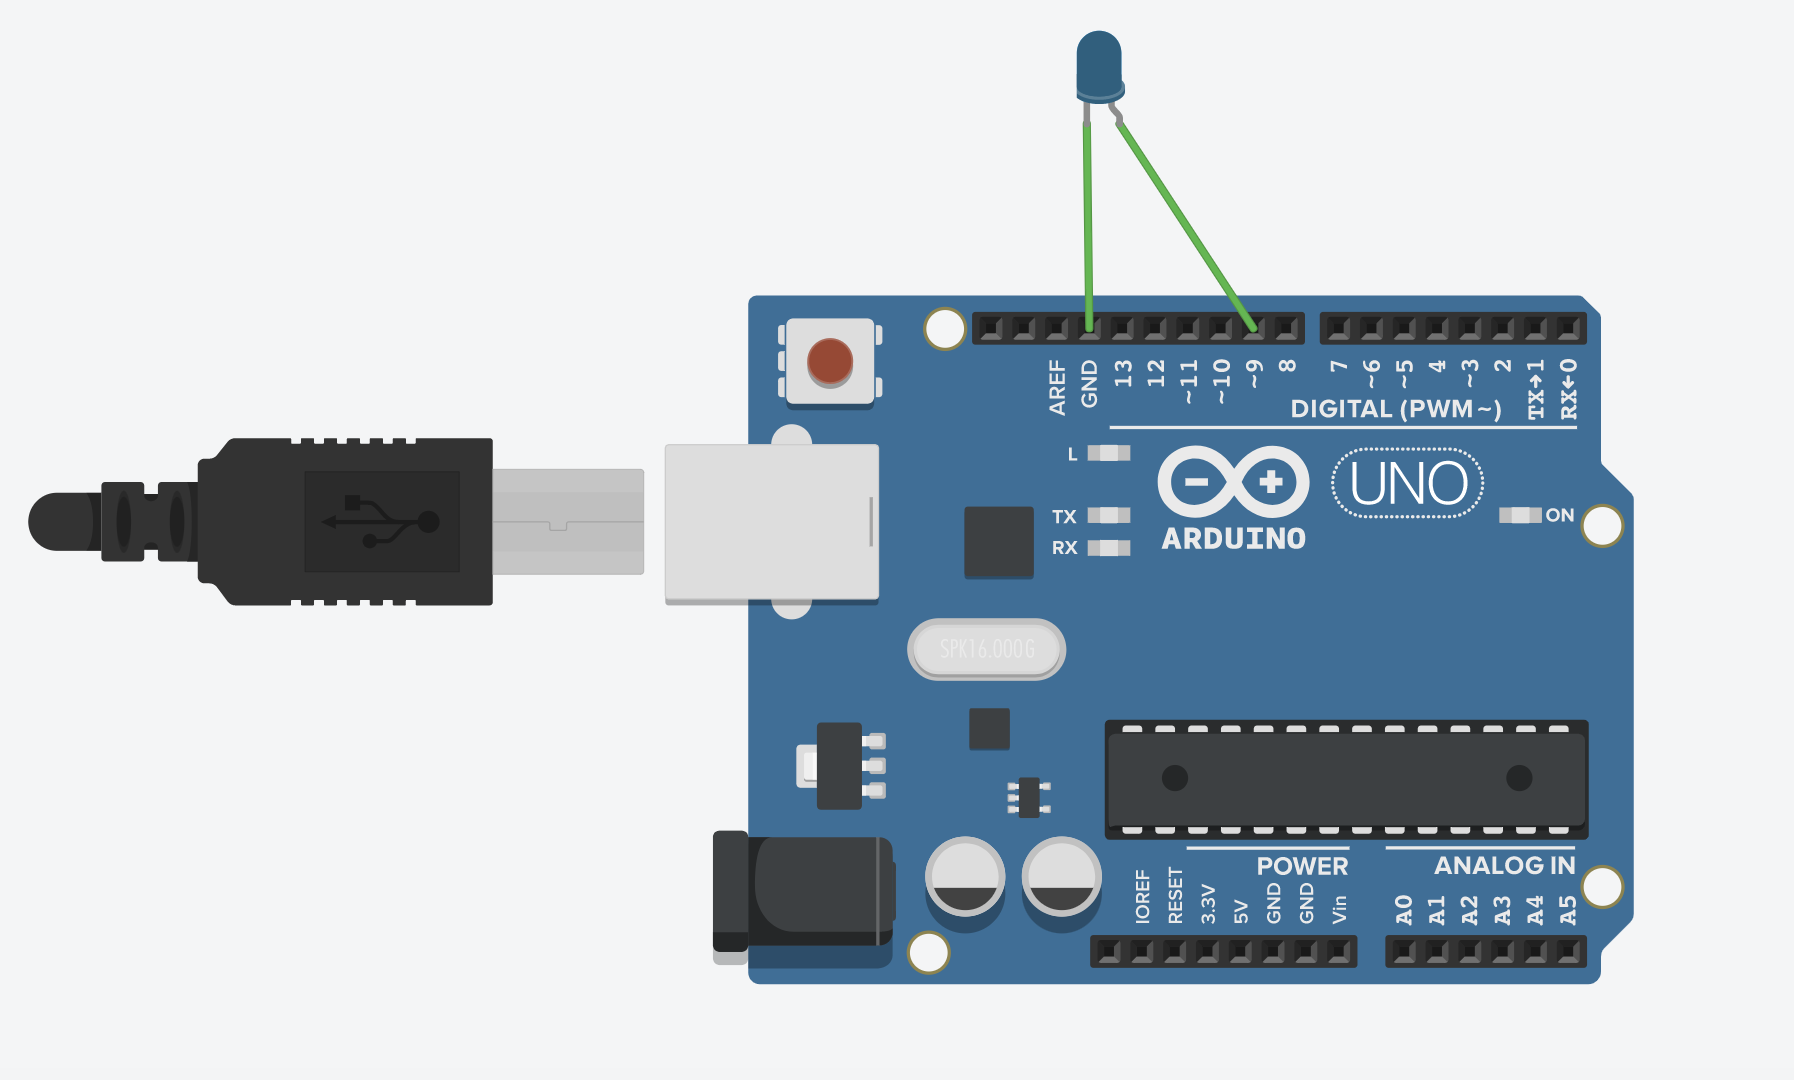 AREF
GND
13
12
~11
~10
~9
8
7
~6
~5
4
~3
2
TX→1
RX←0
DIGITAL (PWM ~)
L
TX
RX
ARDUINO
UNO
ON
SPK16.000G
POWER
ANALOG IN
IOREF
RESET
3.3V
5V
GND
GND
Vin
A0
A1
A2
A3
A4
A5